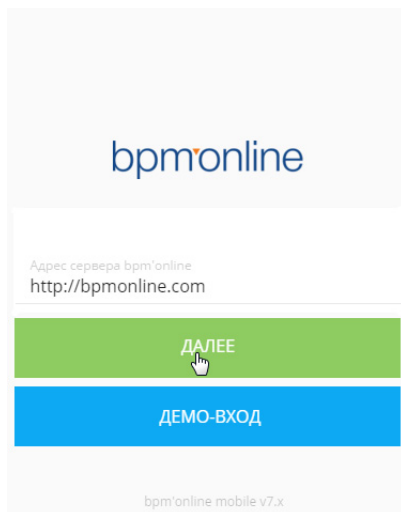 bpm'online
Адрес сервера bpm'online
http://bpmonline.com
ДАЛЕЕ
ДЕМО-ВХОД
bpm'online mobile v7.x